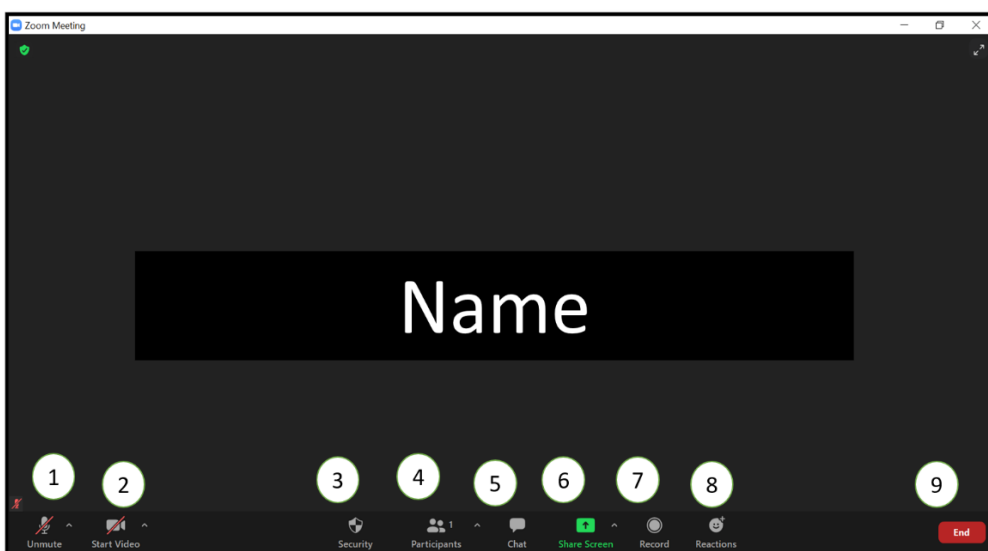 Zoom Meeting
Name
1
2
3
4
5
6
7
8
9
Unmute
Start Video
Security
Participants 1
Chat
Share Screen
Record
Reactions
End